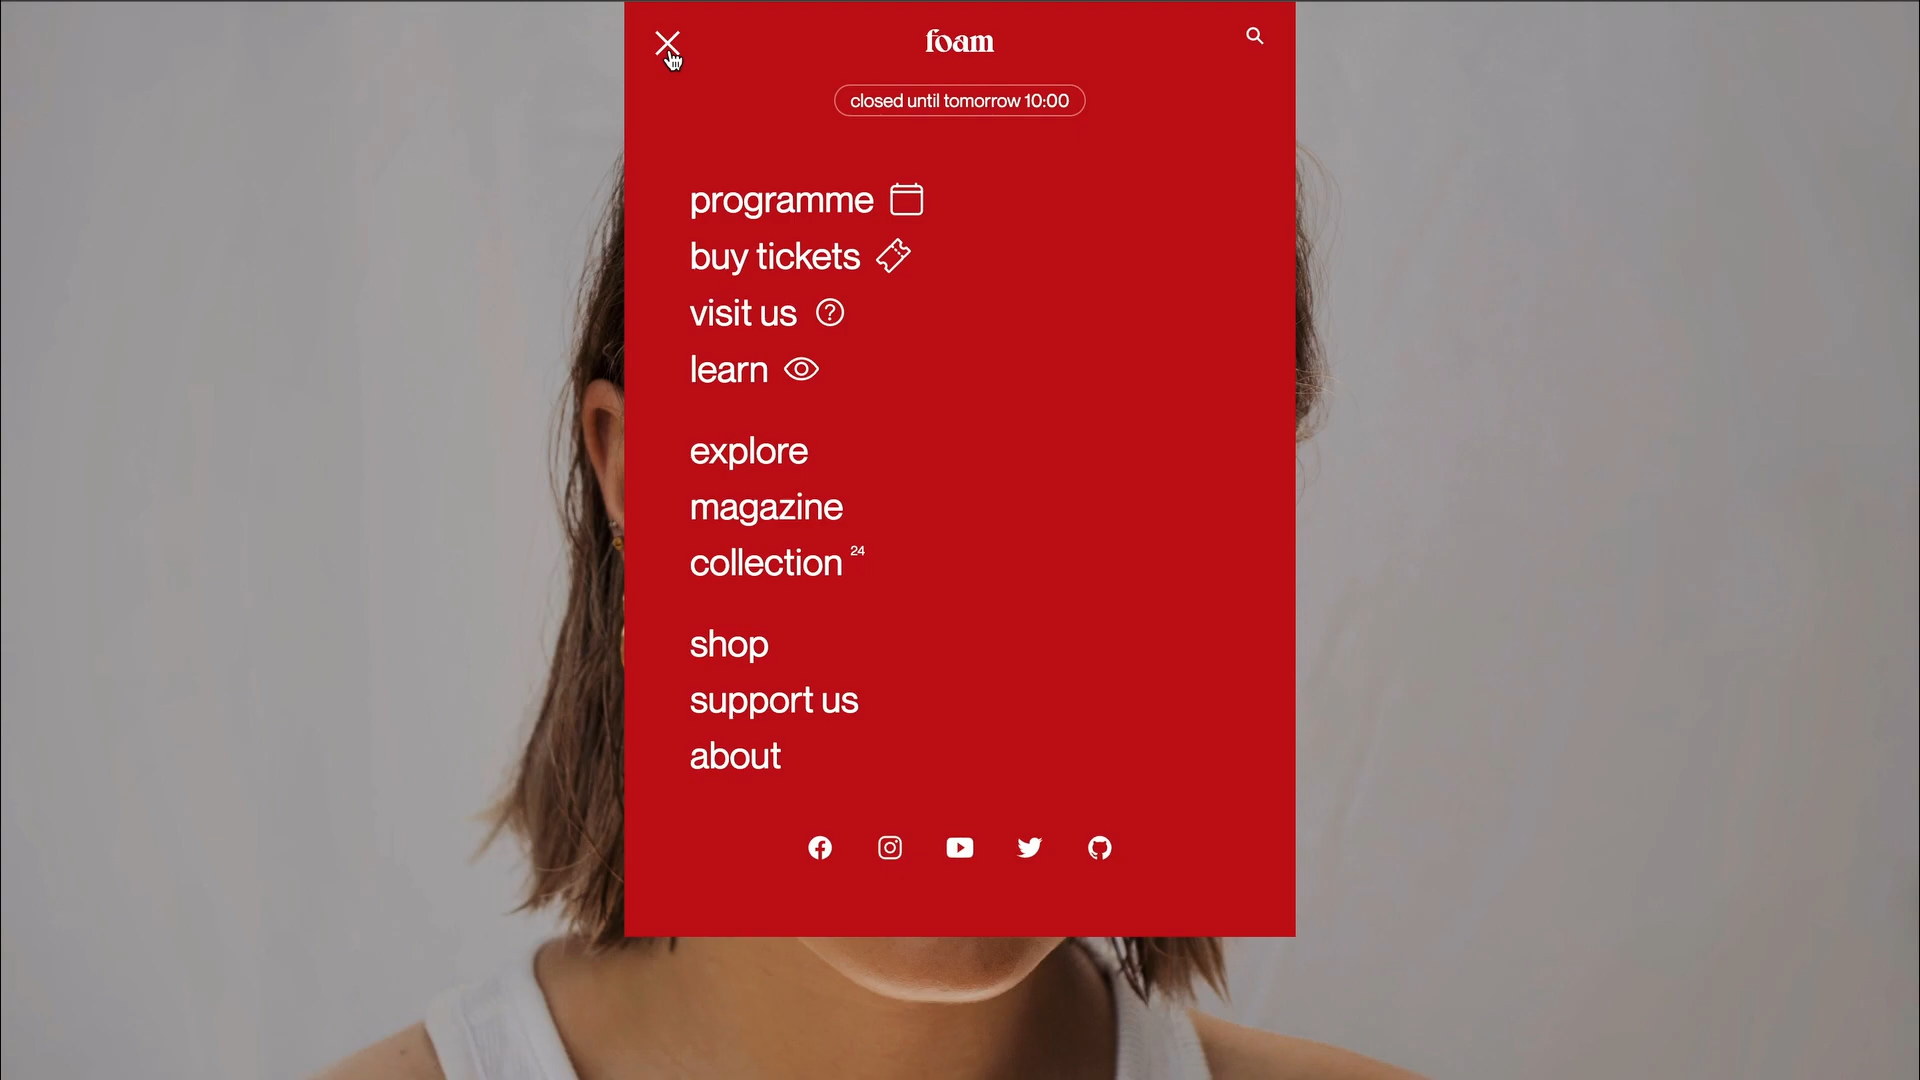 foam
closed until tomorrow 10:00
programme
buy tickets
visit us
learn
explore
magazine
collection 24
shop
support us
about